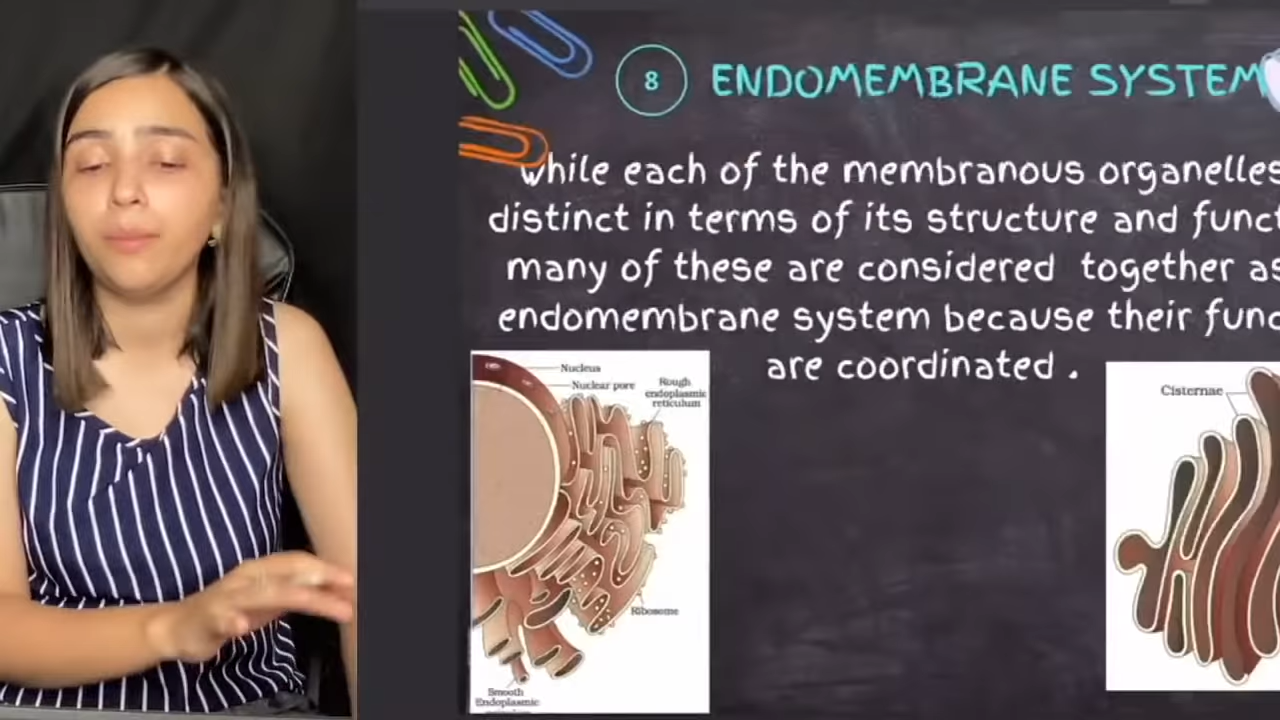 8 ENDOMEMBRANE SYSTEM
While each of the membranous organelles
distinct in terms of its structure and funct
many of these are considered together as
endomembrane system because their func
are coordinated .
Nucleus
Nuclear pore
Rough
endoplasmic
reticulum
Ribosome
Smooth
Endoplasmic
Cisternae